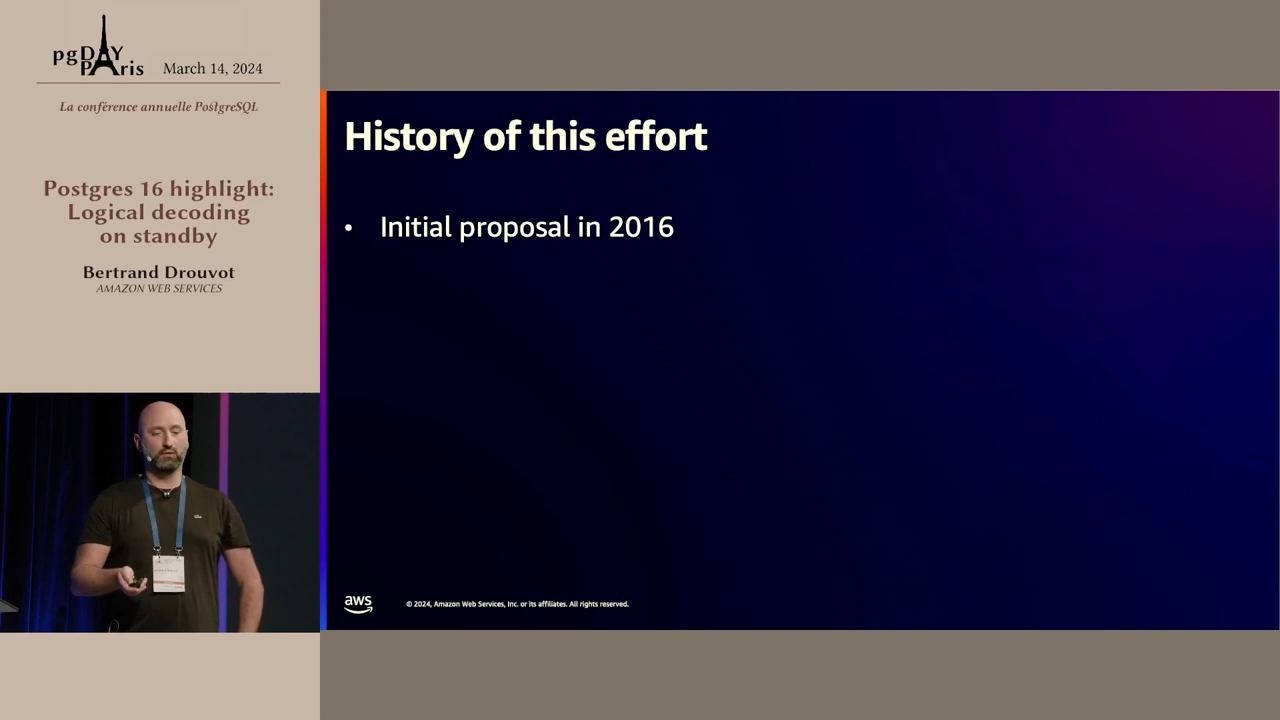 pgDAY
PAris
March 14, 2024
La conférence annuelle PostgreSQL
Postgres 16 highlight:
Logical decoding
on standby
Bertrand Drouvot
AMAZON WEB SERVICES
History of this effort
• Initial proposal in 2016
aws
© 2024, Amazon Web Services, Inc. or its affiliates. All rights reserved.